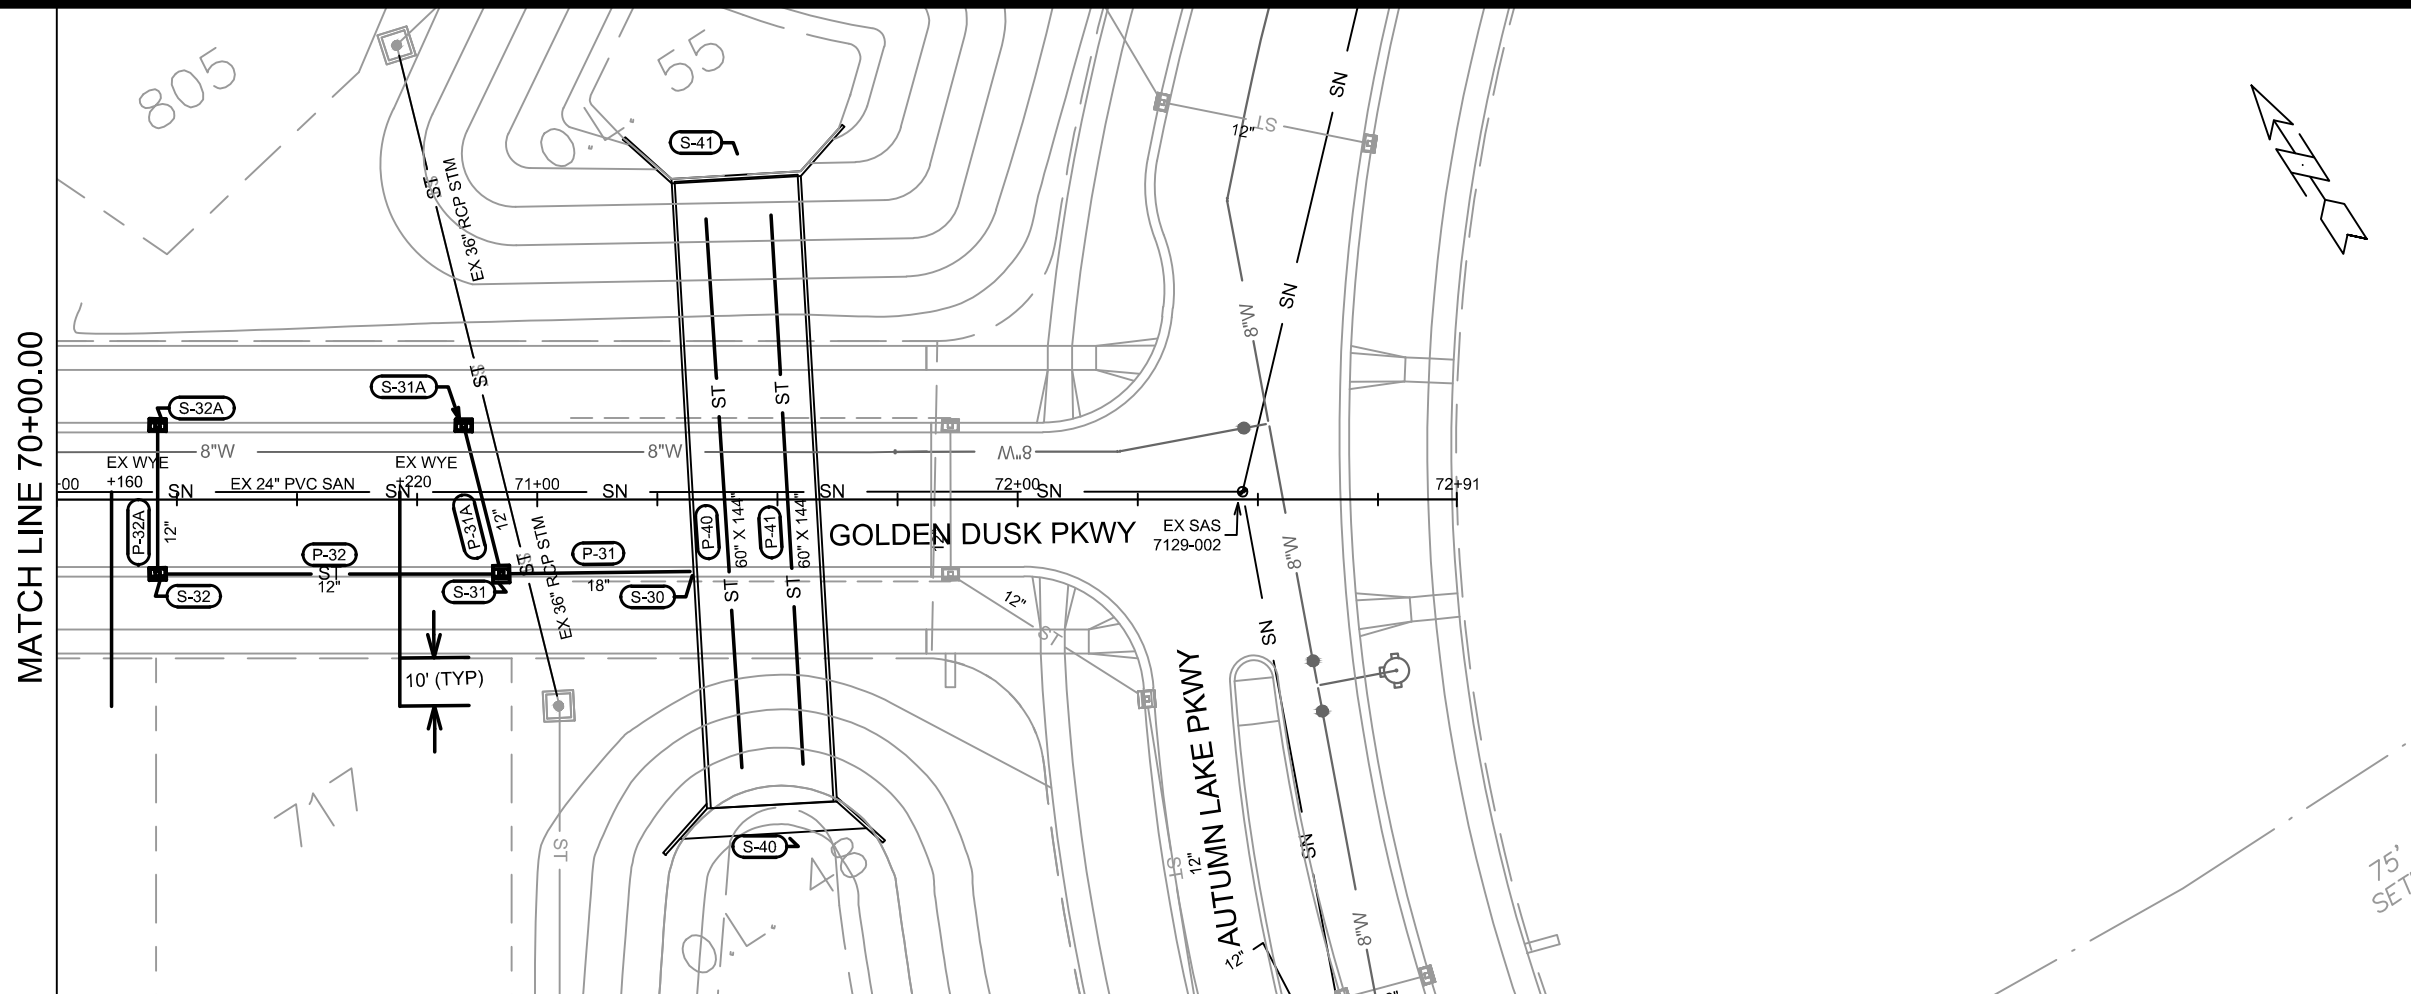 805
55
O.L.
S-41
12"
ST
SN
ST
EX 36" RCP STM
SN
8"W
MATCH LINE 70+00.00
ST
S-31A
S-32A
ST
ST
8"W
8"W
8"W
EX WYE
+160
EX WYE
+220
+00
SN
EX 24" PVC SAN
SN
71+00
SN
SN
72+00
SN
72+91
P-32A
12"
P-31A
12"
P-40
60" X 144"
P-41
60" X 144"
GOLDEN DUSK PKWY
12"
EX SAS
7129-002
8"W
P-32
ST
12"
ST
EX 36" RCP STM
P-31
18"
S-32
S-31
S-30
ST
ST
12"
ST
SN
10' (TYP)
AUTUMN LAKE PKWY
717
ST
S-40
O.L. 48
ST
12"
SN
8"W
12"
75'